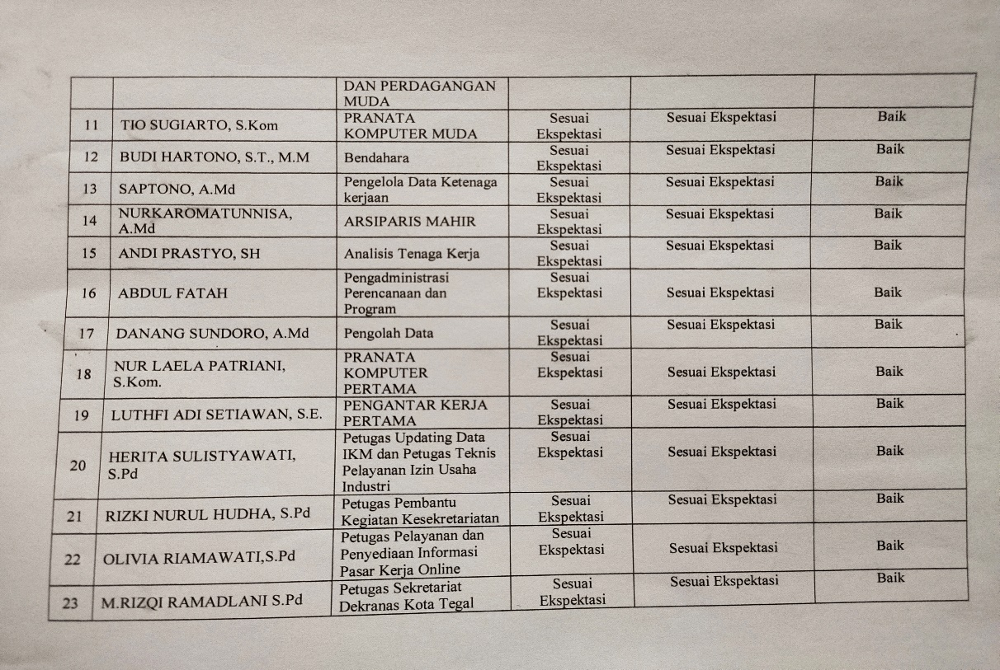 DAN PERDAGANGAN
MUDA
11 TIO SUGIARTO, S.Kom PRANATA KOMPUTER MUDA Sesuai Ekspektasi Sesuai Ekspektasi Baik
12 BUDI HARTONO, S.T., M.M Bendahara Sesuai Ekspektasi Sesuai Ekspektasi Baik
13 SAPTONO, A.Md Pengelola Data Ketenaga kerjaan Sesuai Ekspektasi Sesuai Ekspektasi Baik
14 NURKAROMATUNNISA, A.Md ARSIPARIS MAHIR Sesuai Ekspektasi Sesuai Ekspektasi Baik
15 ANDI PRASTYO, SH Analisis Tenaga Kerja Sesuai Ekspektasi Sesuai Ekspektasi Baik
16 ABDUL FATAH Pengadministrasi Perencanaan dan Program Sesuai Ekspektasi Sesuai Ekspektasi Baik
17 DANANG SUNDORO, A.Md Pengolah Data Sesuai Ekspektasi Sesuai Ekspektasi Baik
18 NUR LAELA PATRIANI, S.Kom. PRANATA KOMPUTER PERTAMA Sesuai Ekspektasi Sesuai Ekspektasi Baik
19 LUTHFI ADI SETIAWAN, S.E. PENGANTAR KERJA PERTAMA Sesuai Ekspektasi Sesuai Ekspektasi Baik
20 HERITA SULISTYAWATI, S.Pd Petugas Updating Data IKM dan Petugas Teknis Pelayanan Izin Usaha Industri Sesuai Ekspektasi Sesuai Ekspektasi Baik
21 RIZKI NURUL HUDHA, S.Pd Petugas Pembantu Kegiatan Kesekretariatan Sesuai Ekspektasi Sesuai Ekspektasi Baik
22 OLIVIA RIAMAWATI,S.Pd Petugas Pelayanan dan Penyediaan Informasi Pasar Kerja Online Sesuai Ekspektasi Sesuai Ekspektasi Baik
23 M.RIZQI RAMADLANI S.Pd Petugas Sekretariat Dekranas Kota Tegal Sesuai Ekspektasi Sesuai Ekspektasi Baik